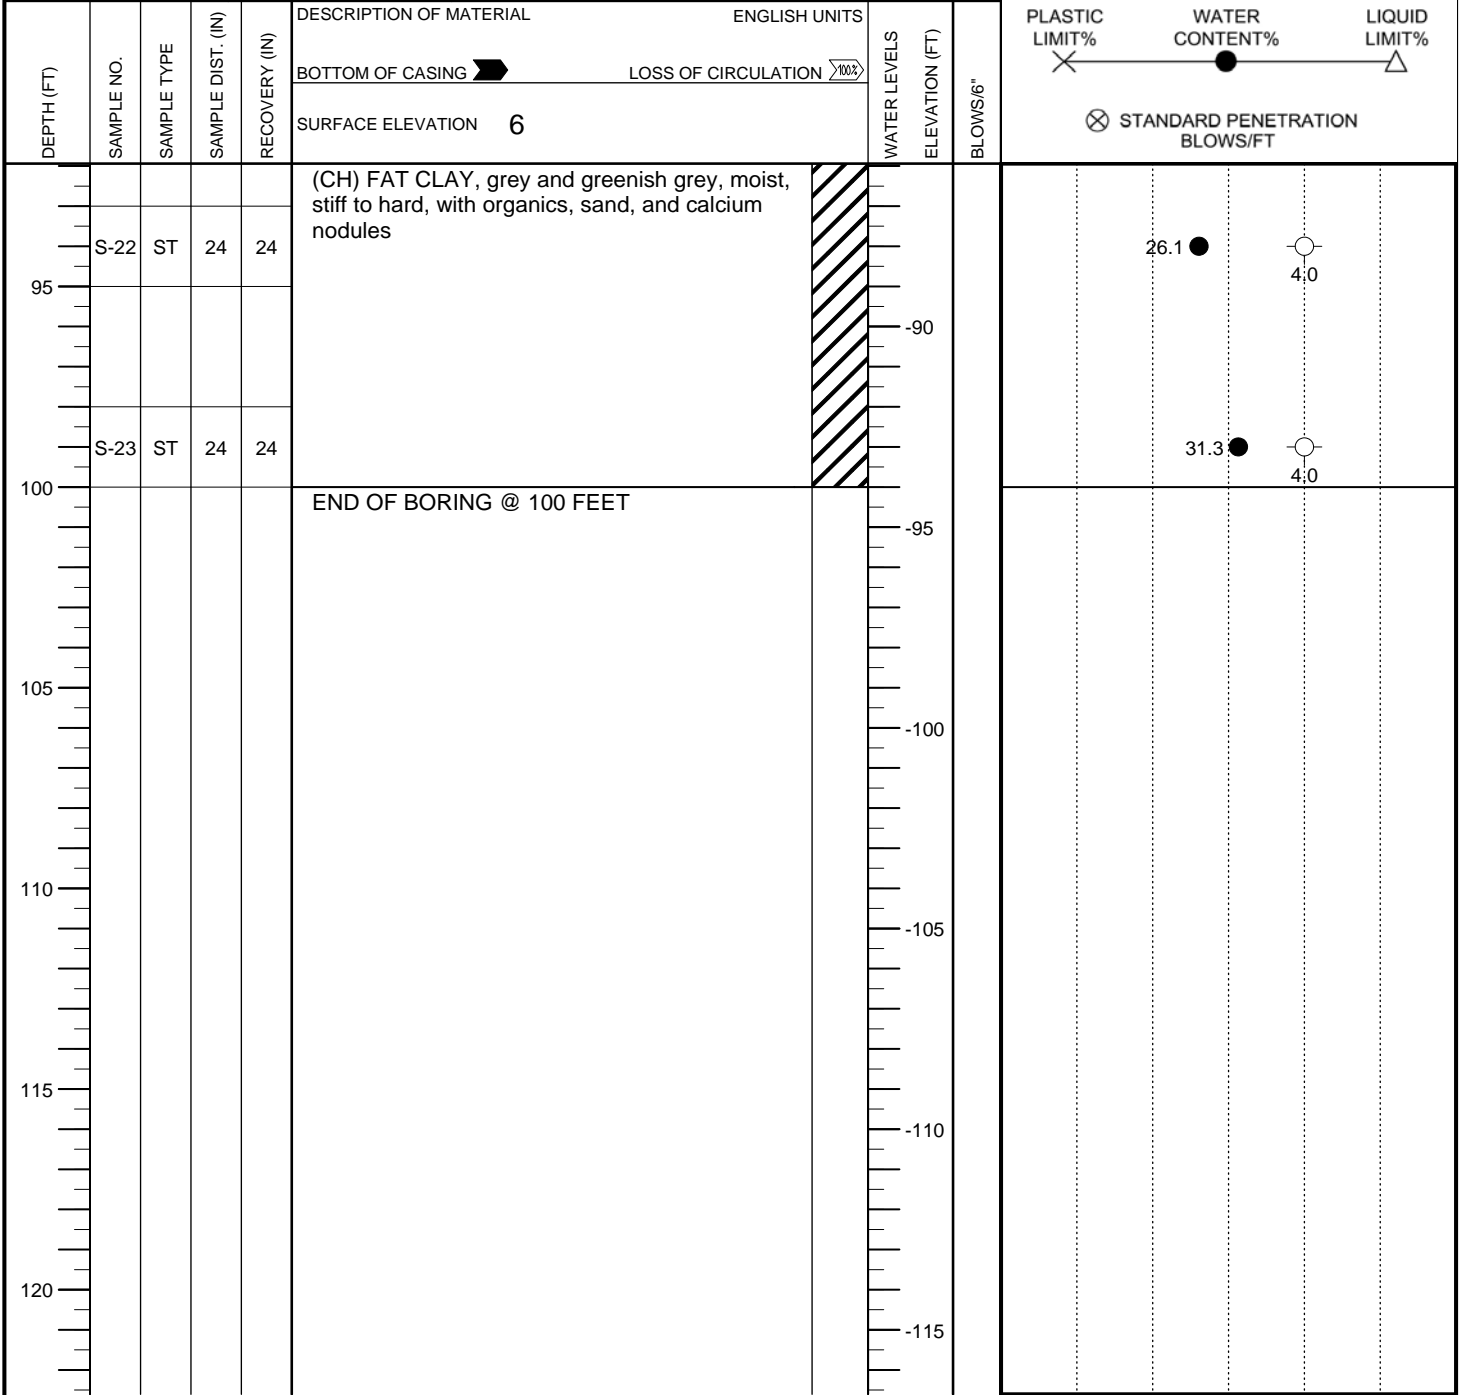 DEPTH (FT)
SAMPLE NO.
SAMPLE TYPE
SAMPLE DIST. (IN)
RECOVERY (IN)
DESCRIPTION OF MATERIAL ENGLISH UNITS
BOTTOM OF CASING LOSS OF CIRCULATION 100%
SURFACE ELEVATION 6
WATER LEVELS
ELEVATION (FT)
BLOWS/6"
PLASTIC LIMIT%
WATER CONTENT%
LIQUID LIMIT%
STANDARD PENETRATION
BLOWS/FT
(CH) FAT CLAY, grey and greenish grey, moist,
stiff to hard, with organics, sand, and calcium
nodules
S-22 ST 24 24 26.1
4.0
95
-90
S-23 ST 24 24 31.3
4.0
100
END OF BORING @ 100 FEET
-95
105
-100
110
-105
115
-110
120
-115